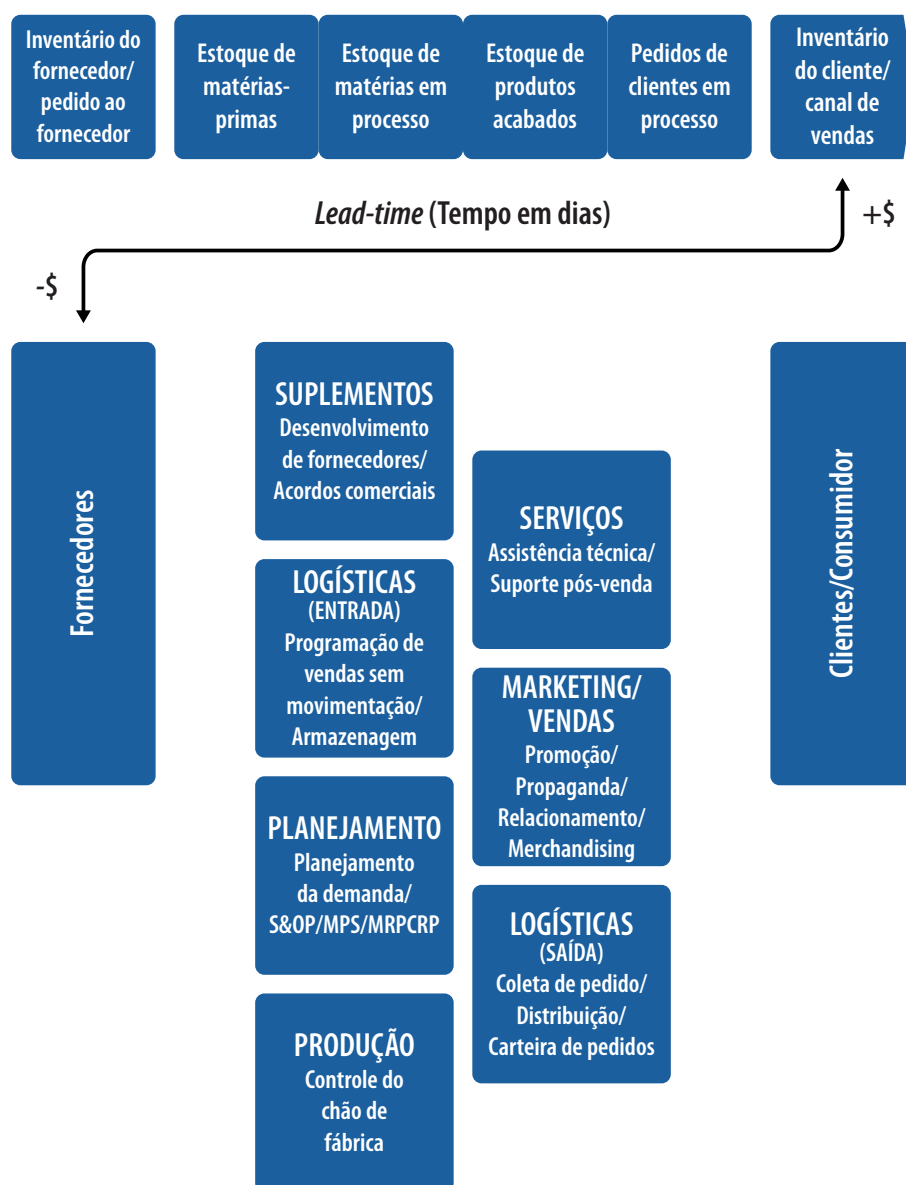 Inventário do
fornecedor/
pedido ao
fornecedor
Estoque de
matérias-
primas
Estoque de
matérias em
processo
Estoque de
produtos
acabados
Pedidos de
clientes em
processo
Inventário
do cliente/
canal de
vendas
Lead-time (Tempo em dias)
+$
-$
Fornecedores
SUPLEMENTOS
Desenvolvimento
de fornecedores/
Acordos comerciais
LOGÍSTICAS
(ENTRADA)
Programação de
vendas sem
movimentação/
Armazenagem
PLANEJAMENTO
Planejamento
da demanda/
S&OP/MPS/MRPCRP
PRODUÇÃO
Controle do
chão de
fábrica
SERVIÇOS
Assistência técnica/
Suporte pós-venda
MARKETING/
VENDAS
Promoção/
Propaganda/
Relacionamento/
Merchandising
LOGÍSTICAS
(SAÍDA)
Coleta de pedido/
Distribuição/
Carteira de pedidos
Clientes/Consumidor